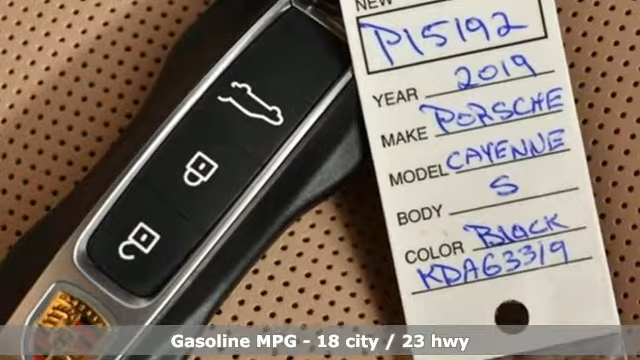 NEW
P15192
YEAR 2019
MAKE PORSCHE
MODEL CAYENNE
BODY S
COLOR BLACK
KDA63319
Gasoline MPG - 18 city / 23 hwy